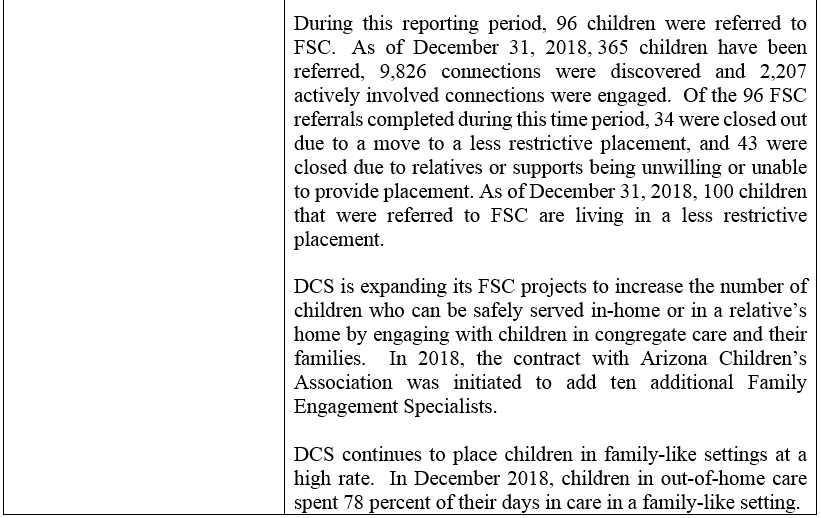 During this reporting period, 96 children were referred to
FSC.  As of December 31, 2018, 365 children have been
referred, 9,826 connections were discovered and 2,207
actively involved connections were engaged.  Of the 96 FSC
referrals completed during this time period, 34 were closed out
due to a move to a less restrictive placement, and 43 were
closed due to relatives or supports being unwilling or unable
to provide placement. As of December 31, 2018, 100 children
that were referred to FSC are living in a less restrictive
placement.
DCS is expanding its FSC projects to increase the number of
children who can be safely served in-home or in a relative’s
home by engaging with children in congregate care and their
families.  In 2018, the contract with Arizona Children’s
Association was initiated to add ten additional Family
Engagement Specialists.
DCS continues to place children in family-like settings at a
high rate.  In December 2018, children in out-of-home care
spent 78 percent of their days in care in a family-like setting.